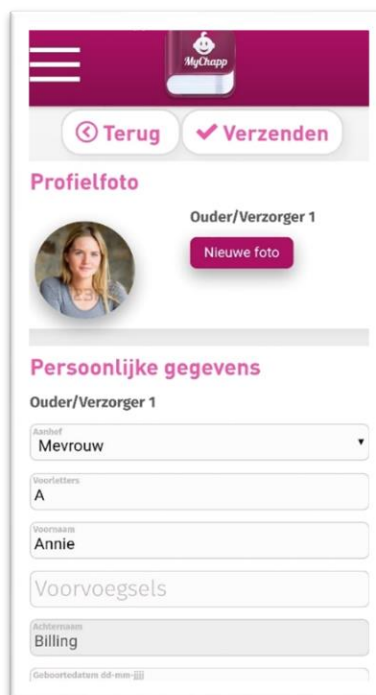 MyChapp
Terug
Verzenden
Profielfoto
Ouder/Verzorger 1
Nieuwe foto
Persoonlijke gegevens
Ouder/Verzorger 1
Aanhef
Mevrouw
Voorletters
A
Voornaam
Annie
Voorvoegsels
Achternaam
Billing
Geboortedatum dd-mm-jjjj